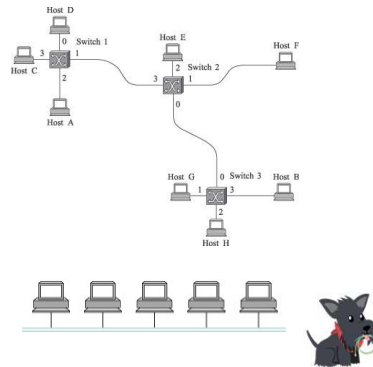 Host D
0 Switch 1
3 1
Host C
2
Host A
Host E
2 Switch 2
3 1
0
Host F
0 Switch 3
Host G
1 3
Host B
2
Host H